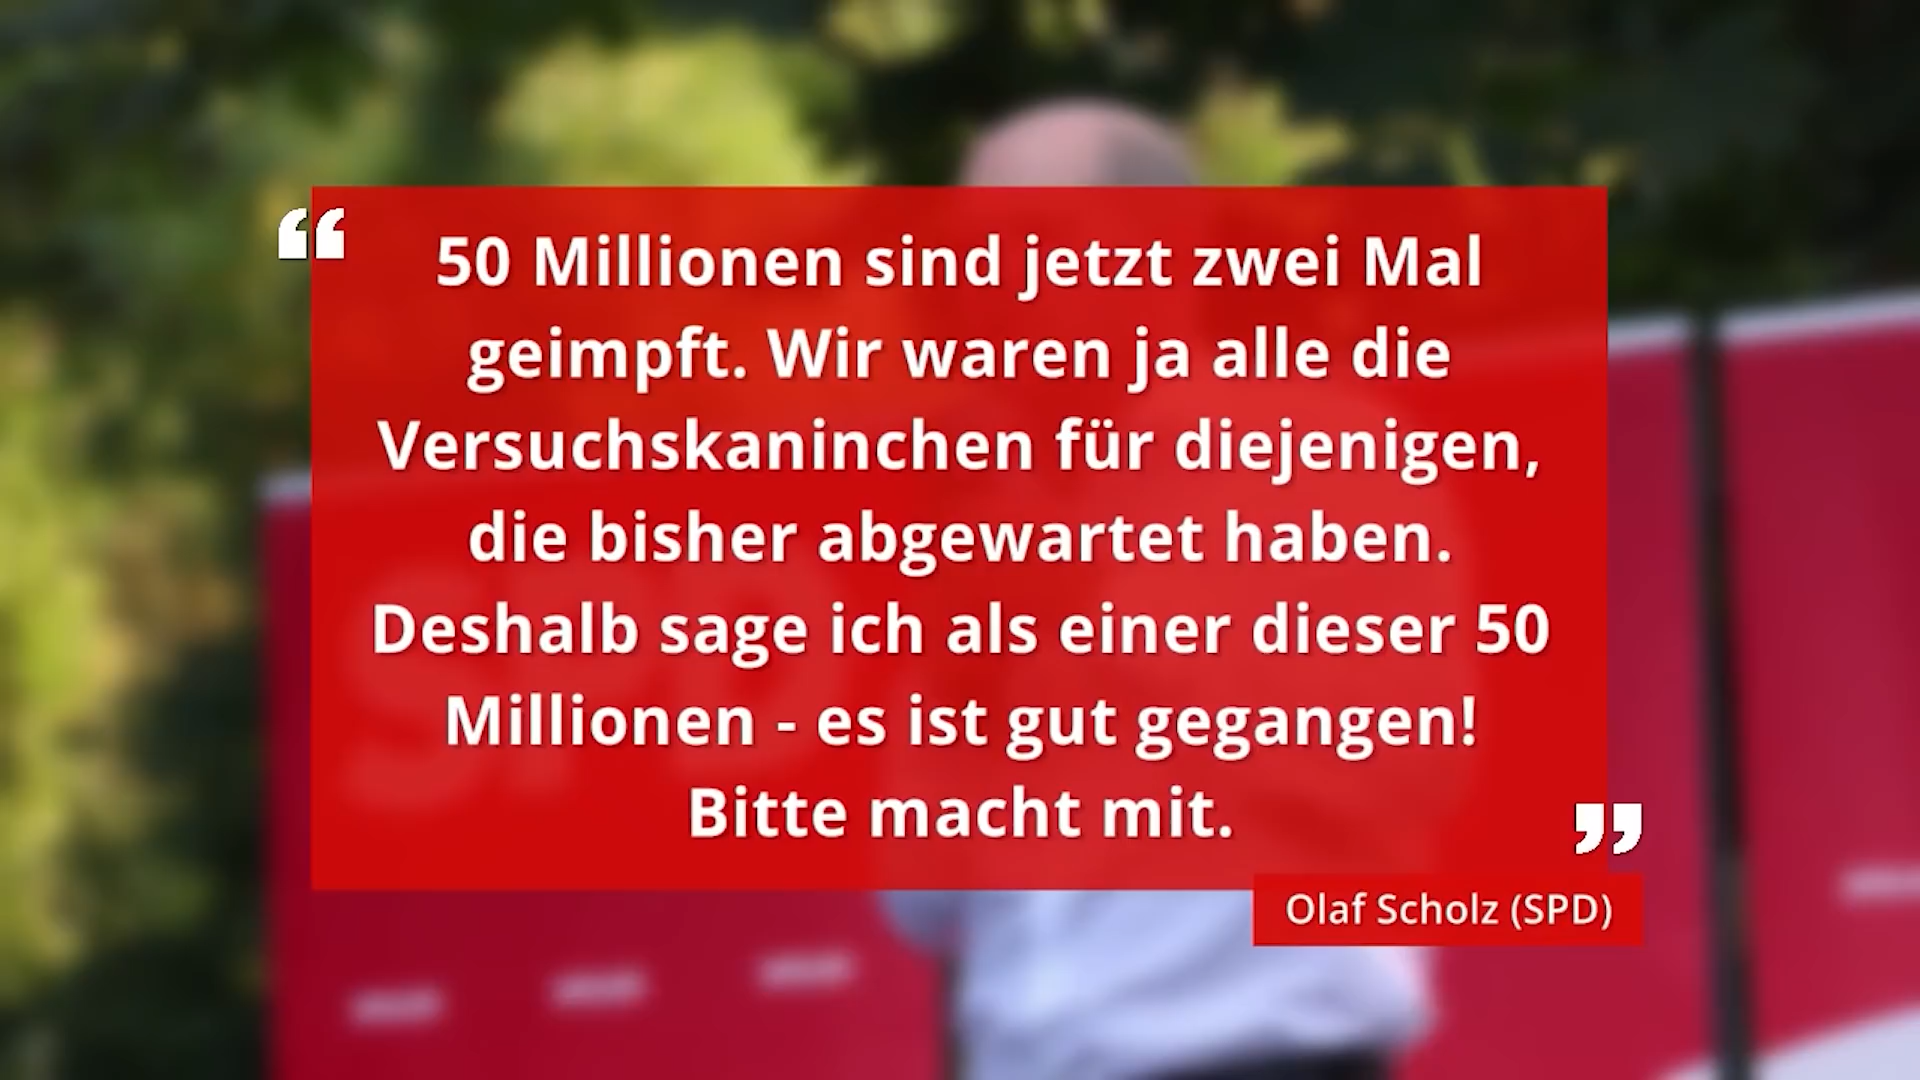 “
50 Millionen sind jetzt zwei Mal
geimpft. Wir waren ja alle die
Versuchskaninchen für diejenigen,
die bisher abgewartet haben.
Deshalb sage ich als einer dieser 50
Millionen - es ist gut gegangen!
Bitte macht mit.
”
Olaf Scholz (SPD)
SPD